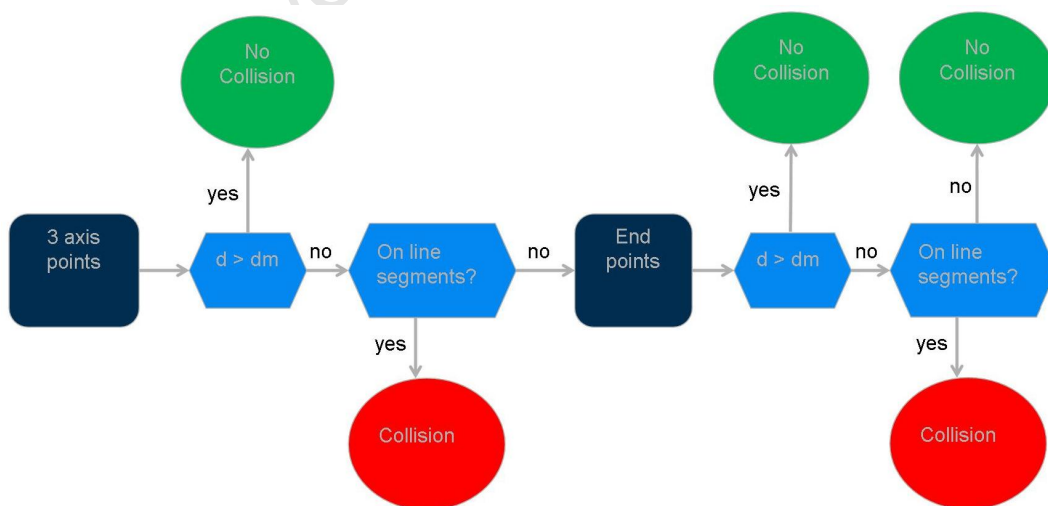 No
Collision
No
Collision
No
Collision
yes
yes
no
3 axis
points
d > dm
no
On line
segments?
no
End
points
d > dm
no
On line
segments?
yes
yes
Collision
Collision